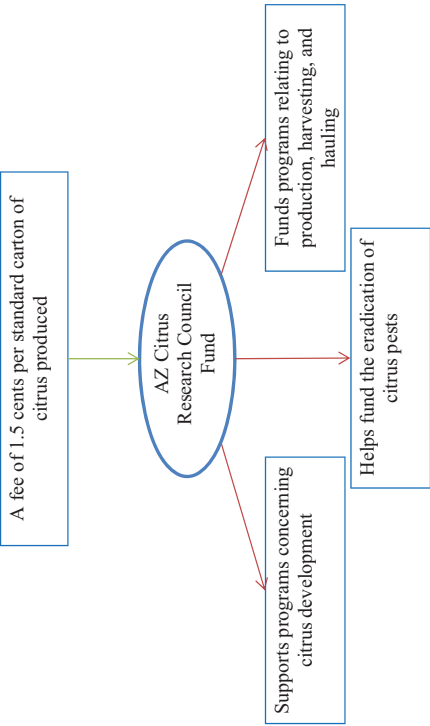 A fee of 1.5 cents per standard carton of
citrus produced
AZ Citrus
Research Council
Fund
Supports programs concerning
citrus development
Helps fund the eradication of
citrus pests
Funds programs relating to
production, harvesting, and
hauling